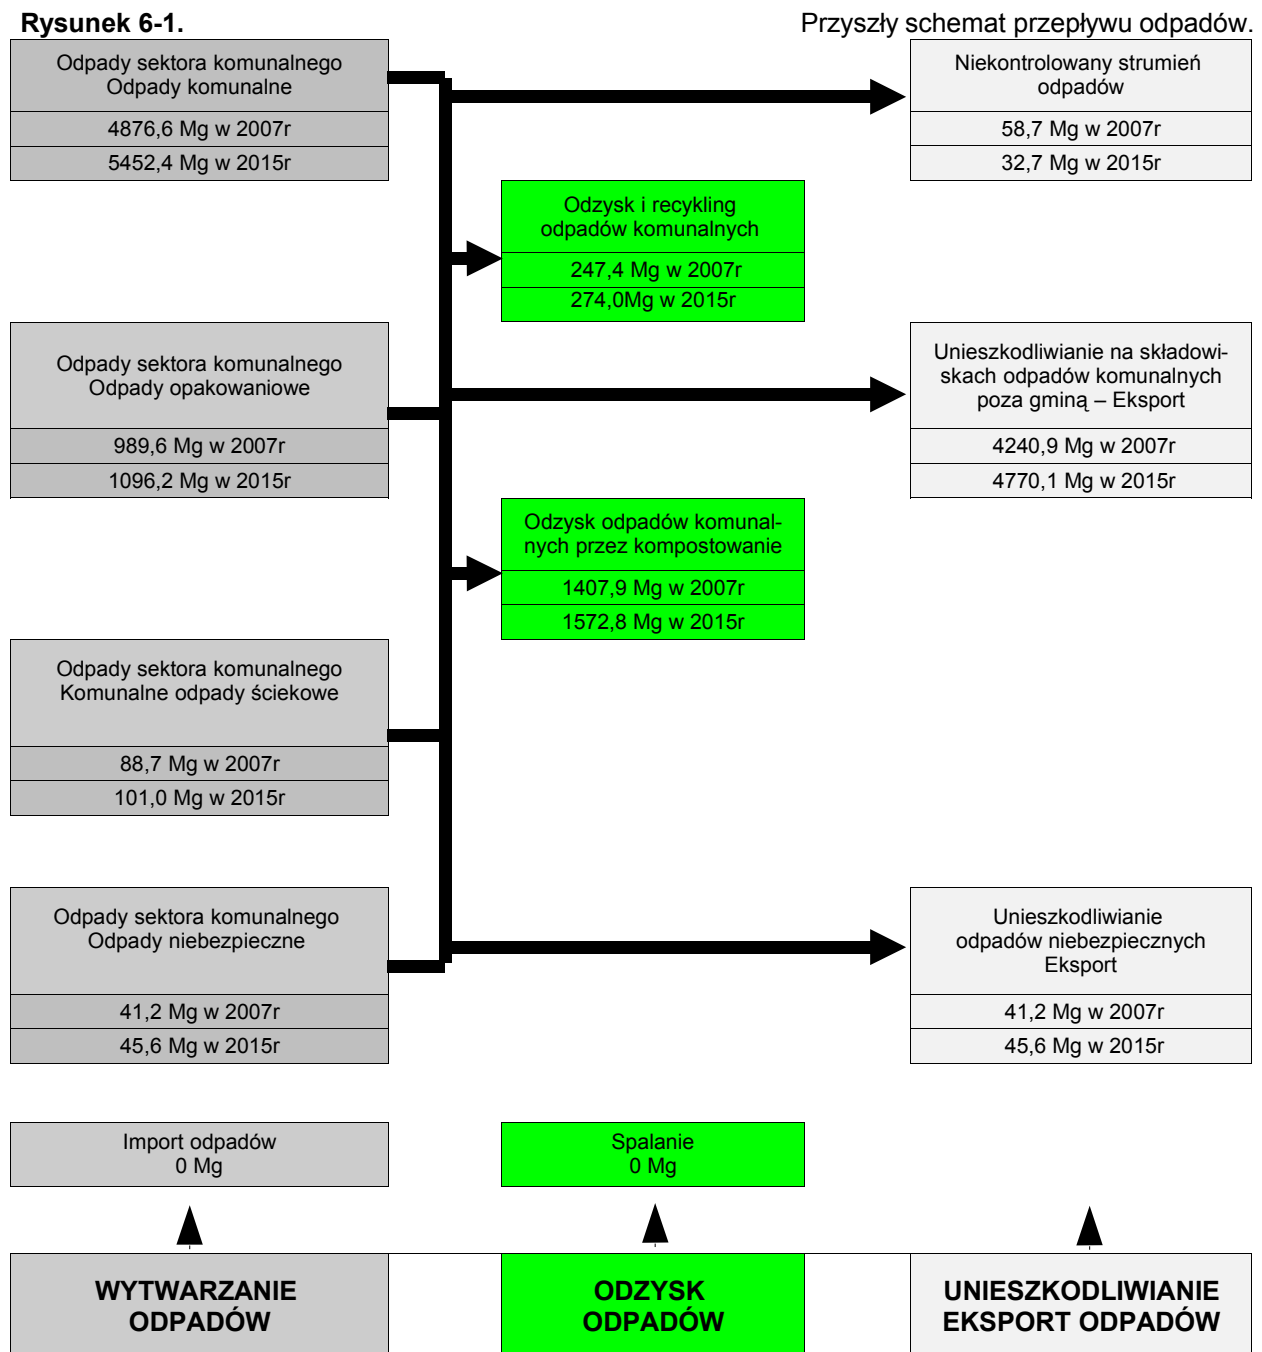 Rysunek 6-1.
Przyszły schemat przepływu odpadów.
Odpady sektora komunalnego
Odpady komunalne
4876,6 Mg w 2007r
5452,4 Mg w 2015r
Niekontrolowany strumień
odpadów
58,7 Mg w 2007r
32,7 Mg w 2015r
Odzysk i recykling
odpadów komunalnych
247,4 Mg w 2007r
274,0Mg w 2015r
Odpady sektora komunalnego
Odpady opakowaniowe
989,6 Mg w 2007r
1096,2 Mg w 2015r
Unieszkodliwianie na składowi-
skach odpadów komunalnych
poza gminą – Eksport
4240,9 Mg w 2007r
4770,1 Mg w 2015r
Odzysk odpadów komunal-
nych przez kompostowanie
1407,9 Mg w 2007r
1572,8 Mg w 2015r
Odpady sektora komunalnego
Komunalne odpady ściekowe
88,7 Mg w 2007r
101,0 Mg w 2015r
Odpady sektora komunalnego
Odpady niebezpieczne
41,2 Mg w 2007r
45,6 Mg w 2015r
Unieszkodliwianie
odpadów niebezpiecznych
Eksport
41,2 Mg w 2007r
45,6 Mg w 2015r
Import odpadów
0 Mg
Spalanie
0 Mg
WYTWARZANIE
ODPADÓW
ODZYSK
ODPADÓW
UNIESZKODLIWIANIE
EKSPORT ODPADÓW